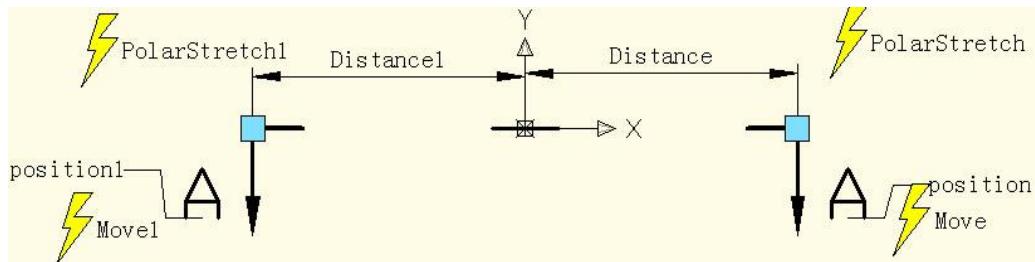 Y
PolarStretch1
Distance1
Distance
PolarStretch
X
position1
A
A
position
Move1
Move